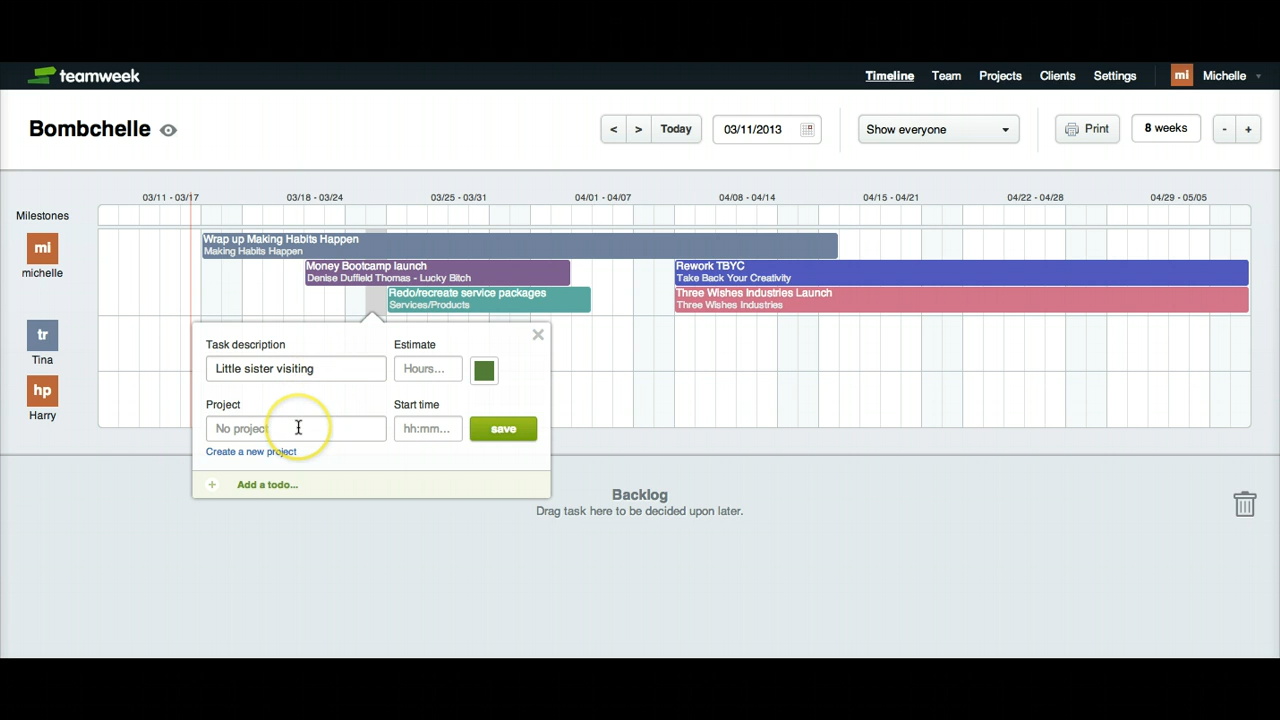 teamweek
Timeline Team Projects Clients Settings mi Michelle
Bombchelle
< > Today 03/11/2013 Show everyone Print 8 weeks - +
03/11 - 03/17 03/18 - 03/24 03/25 - 03/31 04/01 - 04/07 04/08 - 04/14 04/15 - 04/21 04/22 - 04/28 04/29 - 05/05
Milestones
mi
michelle
Wrap up Making Habits Happen
Making Habits Happen
Money Bootcamp launch
Denise Duffield Thomas - Lucky Bitch
Rework TBYC
Take Back Your Creativity
Redo/recreate service packages
Services/Products
Three Wishes Industries Launch
Three Wishes Industries
tr
Tina
hp
Harry
Task description Estimate
Little sister visiting Hours...
Project Start time
No project hh:mm... save
Create a new project
+ Add a todo...
Backlog
Drag task here to be decided upon later.